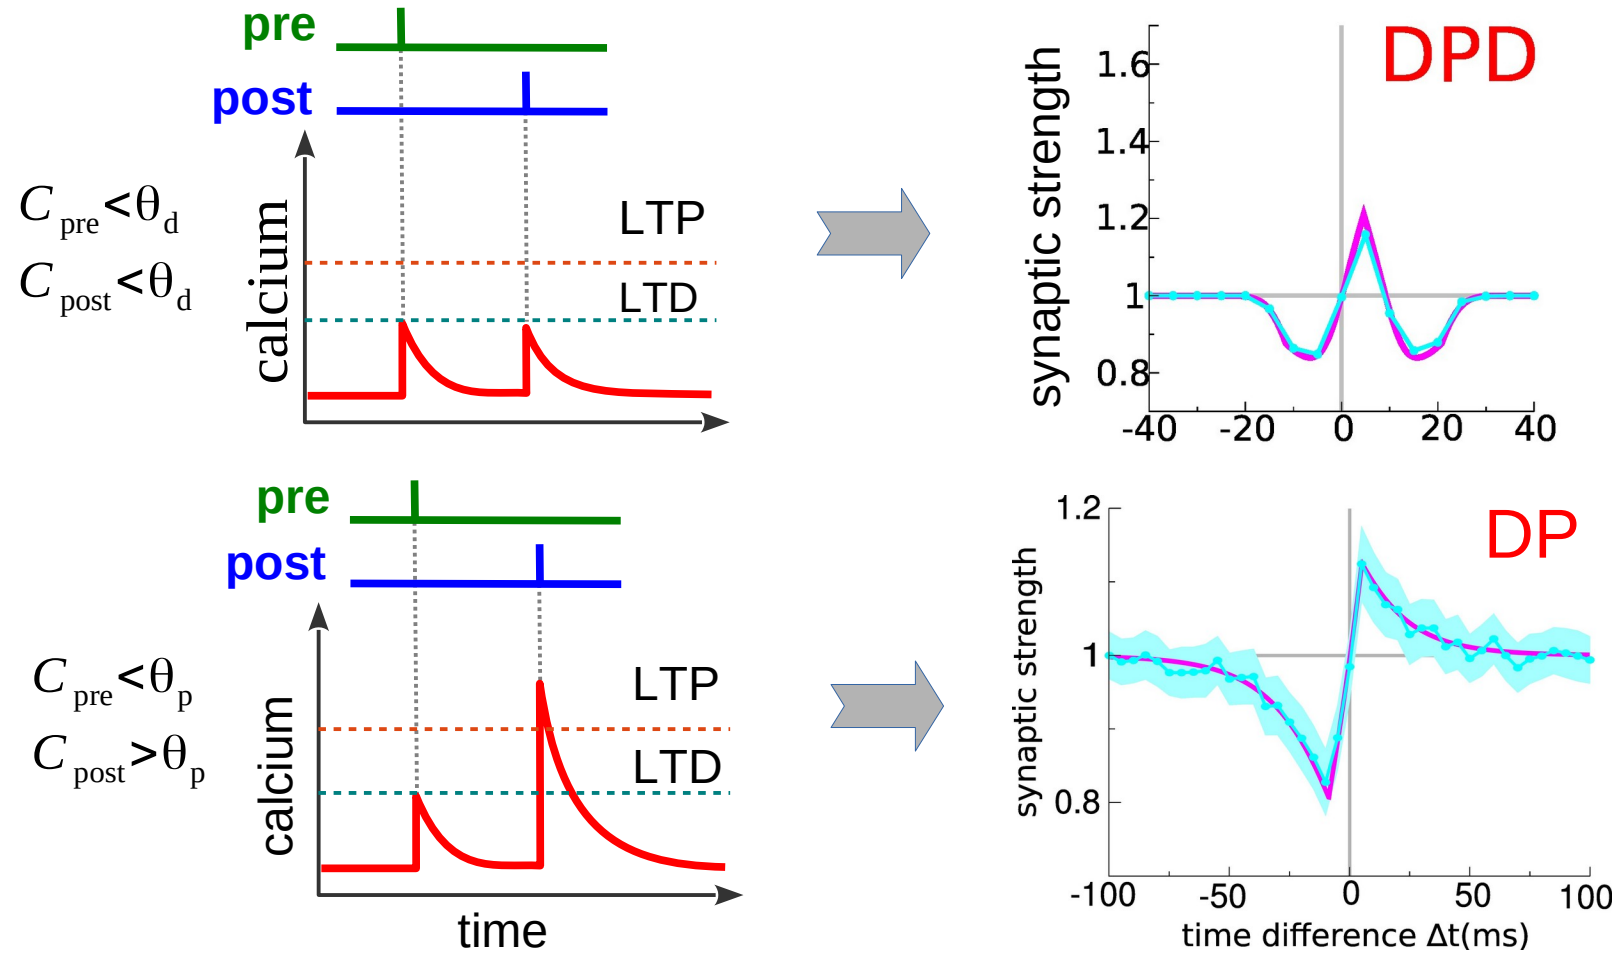 pre
post
C pre<θd
C post<θd
calcium
LTP
LTD
DPD
synaptic strength
1.6
1.4
1.2
1
0.8
-40 -20 0 20 40
pre
post
C pre<θp
C post>θp
calcium
LTP
LTD
time
DP
synaptic strength
1.2
1
0.8
-100 -50 0 50 100
time difference Δt(ms)